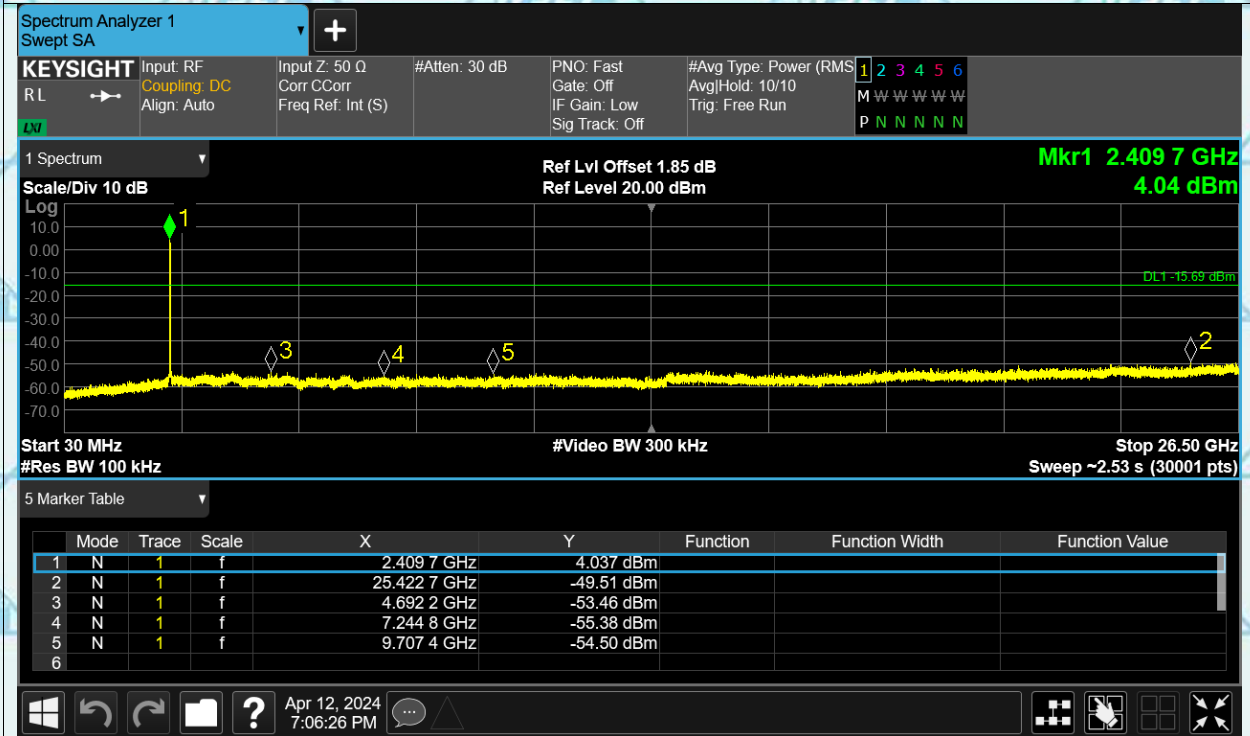 Spectrum Analyzer 1
Swept SA
KEYSIGHT
R L
LXI
Input: RF
Coupling: DC
Align: Auto
Input Z: 50 Ω
Corr CCorr
Freq Ref: Int (S)
#Atten: 30 dB
PNO: Fast
Gate: Off
IF Gain: Low
Sig Track: Off
#Avg Type: Power (RMS
Avg|Hold: 10/10
Trig: Free Run
1 2 3 4 5 6
M W W W W W
P N N N N N
1 Spectrum
Scale/Div 10 dB
Ref Lvl Offset 1.85 dB
Ref Level 20.00 dBm
Mkr1 2.409 7 GHz
4.04 dBm
Log
10.0
0.00
-10.0
-20.0
-30.0
-40.0
-50.0
-60.0
-70.0
1
DL1 -15.69 dBm
3
4
5
2
Start 30 MHz
#Video BW 300 kHz
Stop 26.50 GHz
#Res BW 100 kHz
Sweep ~2.53 s (30001 pts)
5 Marker Table
Mode Trace Scale X Y Function Function Width Function Value
1 N 1 f 2.409 7 GHz 4.037 dBm
2 N 1 f 25.422 7 GHz -49.51 dBm
3 N 1 f 4.692 2 GHz -53.46 dBm
4 N 1 f 7.244 8 GHz -55.38 dBm
5 N 1 f 9.707 4 GHz -54.50 dBm
6
?
Apr 12, 2024
7:06:26 PM